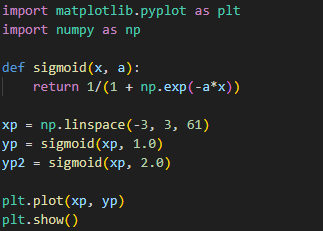 import matplotlib.pyplot as plt
import numpy as np

def sigmoid(x, a):
    return 1/(1 + np.exp(-a*x))

xp = np.linspace(-3, 3, 61)
yp = sigmoid(xp, 1.0)
yp2 = sigmoid(xp, 2.0)

plt.plot(xp, yp)
plt.show()